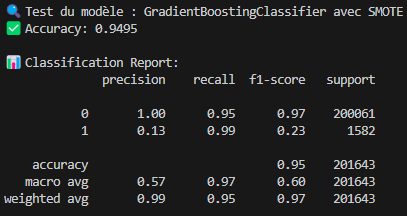 🔍 Test du modèle : GradientBoostingClassifier avec SMOTE
✅ Accuracy: 0.9495
📊 Classification Report:
precision recall f1-score support
0 1.00 0.95 0.97 200061
1 0.13 0.99 0.23 1582
accuracy 0.95 201643
macro avg 0.57 0.97 0.60 201643
weighted avg 0.99 0.95 0.97 201643